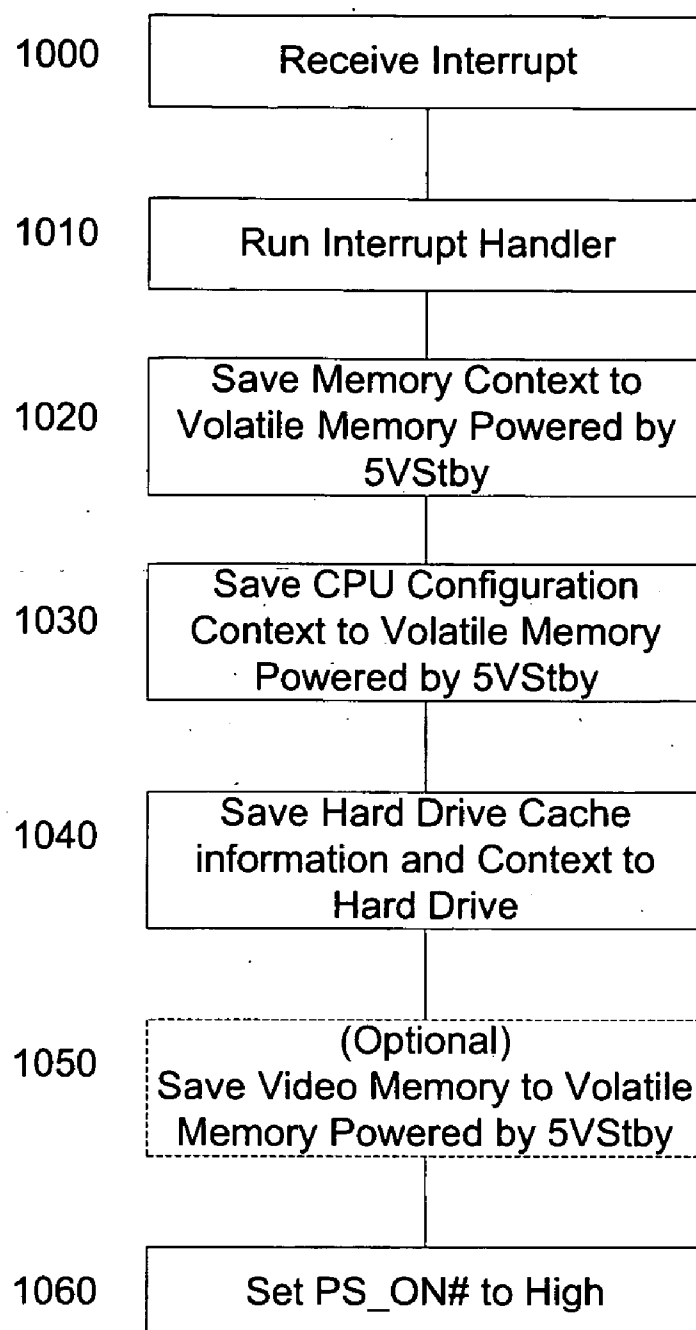 1000
Receive Interrupt
1010
Run Interrupt Handler
1020
Save Memory Context to
Volatile Memory Powered by
5VStby
1030
Save CPU Configuration
Context to Volatile Memory
Powered by 5VStby
1040
Save Hard Drive Cache
information and Context to
Hard Drive
1050
(Optional)
Save Video Memory to Volatile
Memory Powered by 5VStby
1060
Set PS_ON# to High